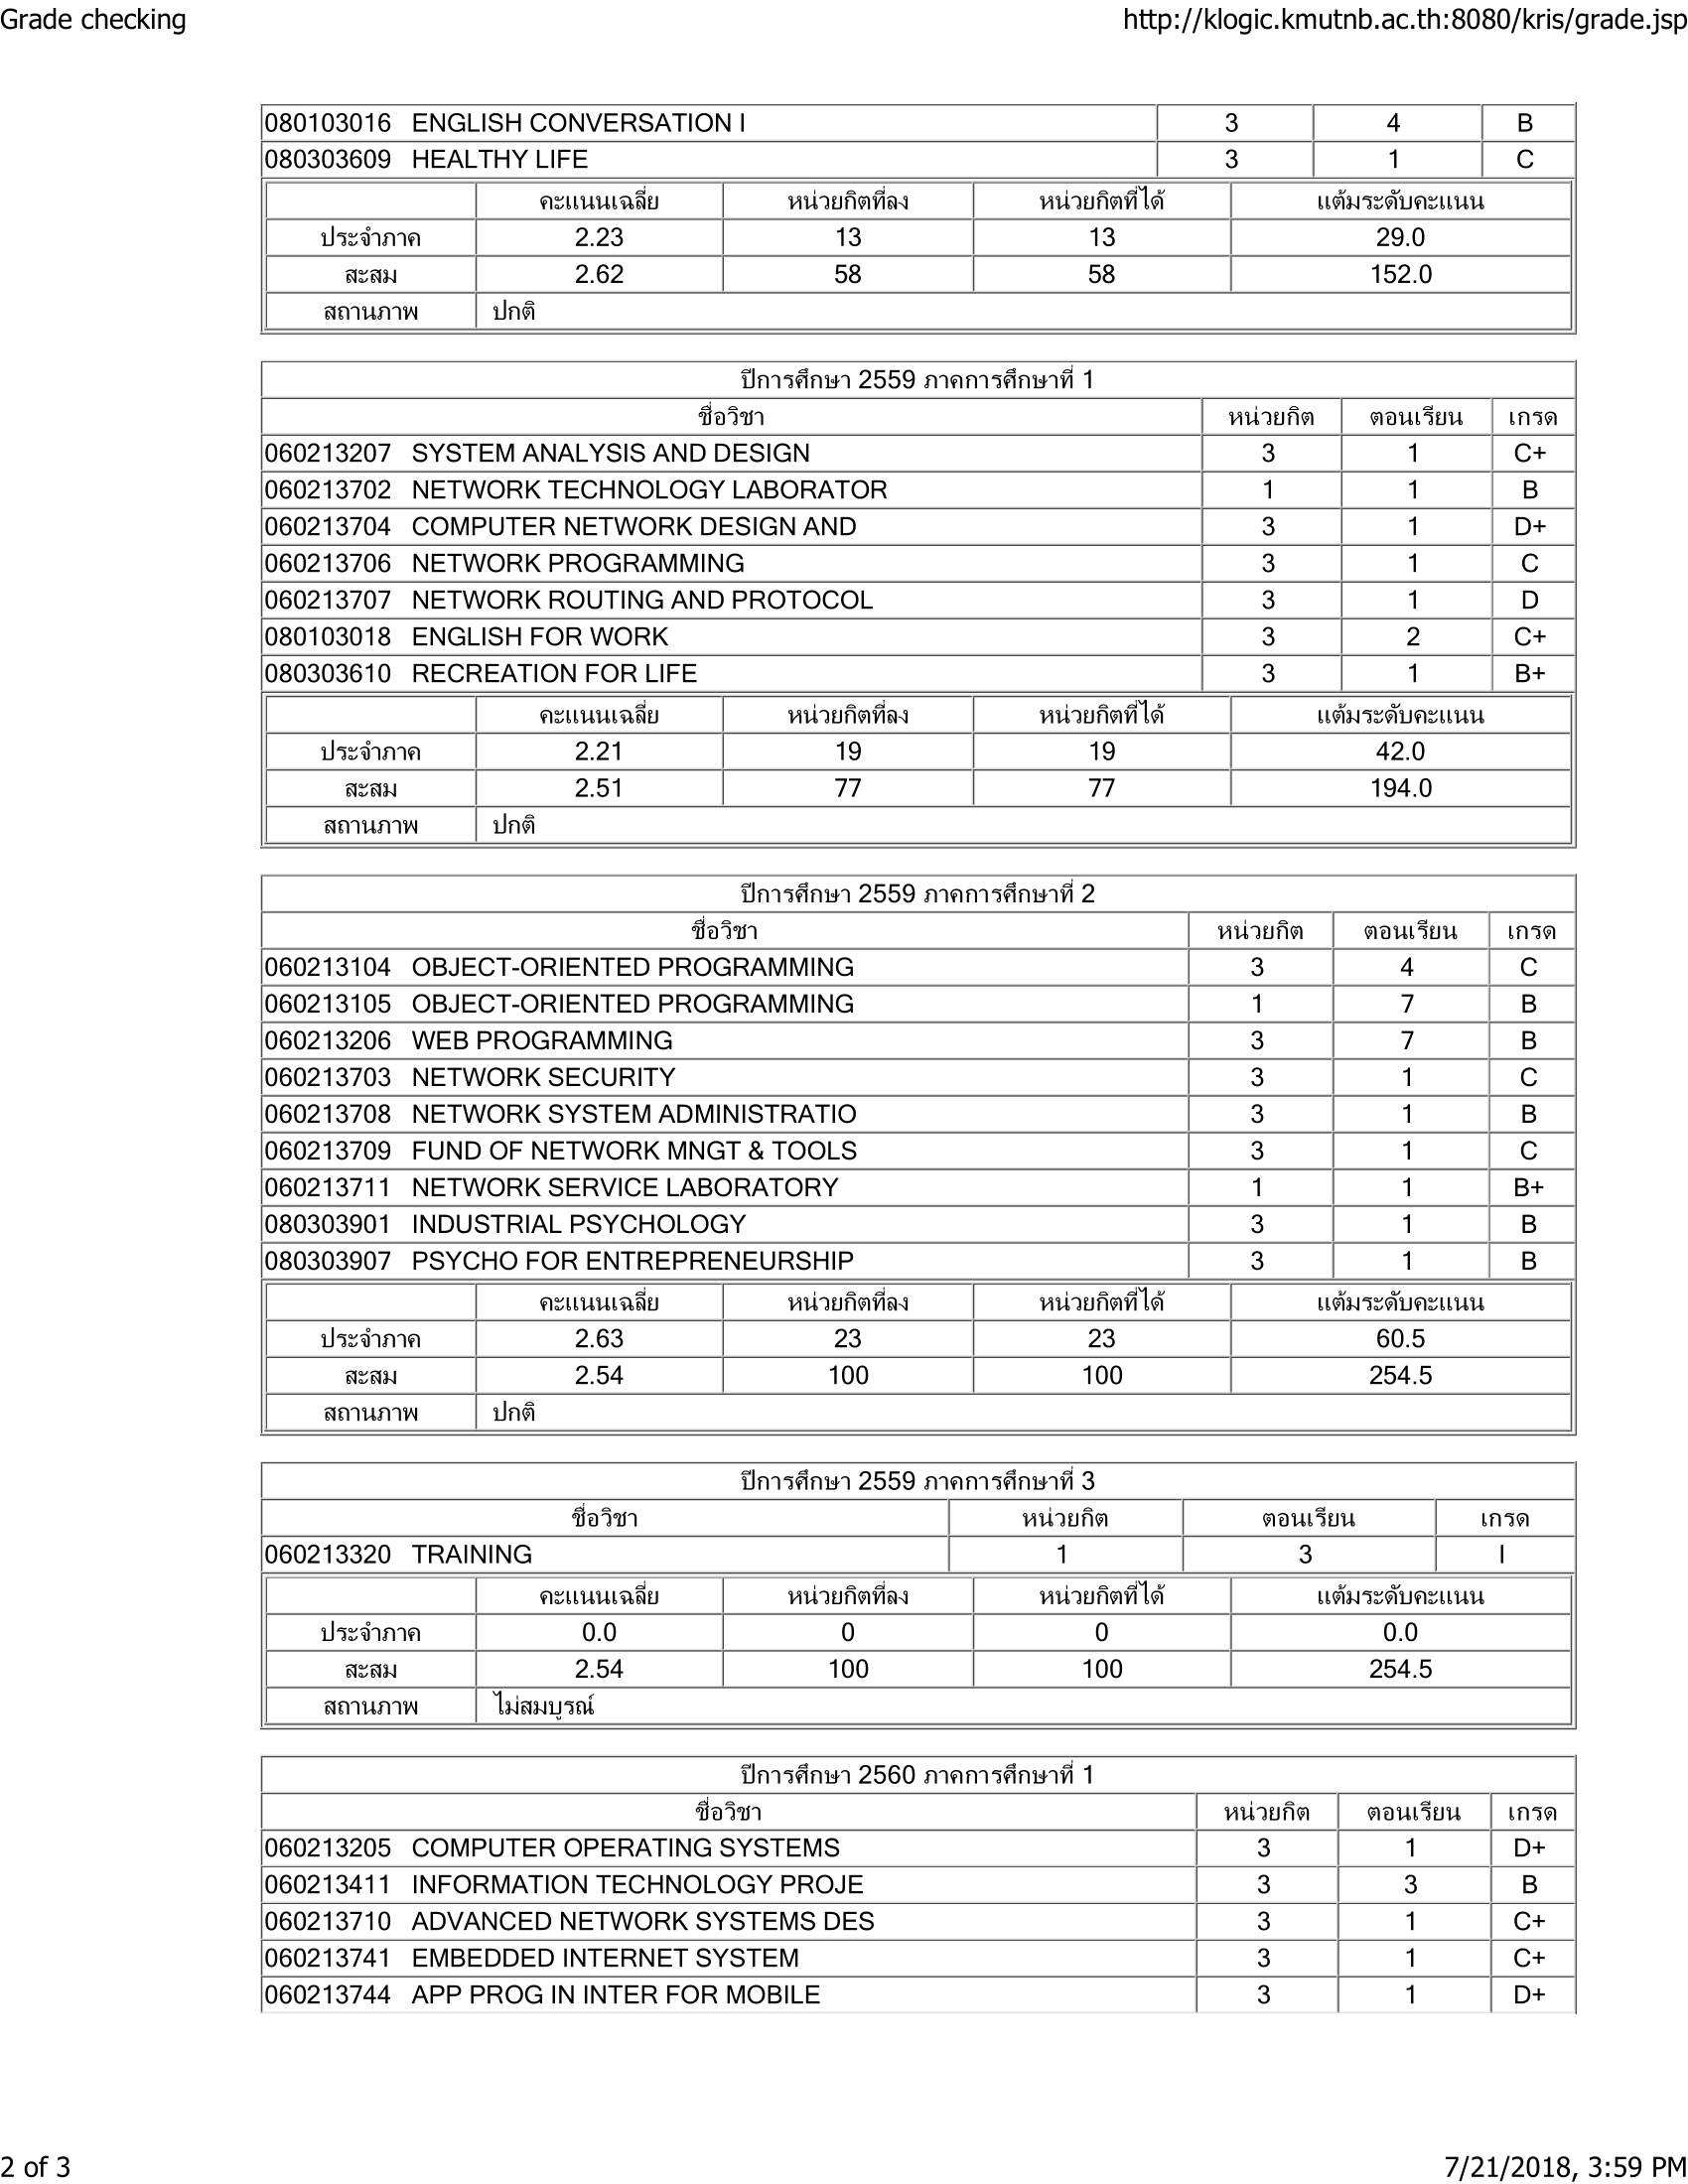 Grade checking http://klogic.kmutnb.ac.th:8080/kris/grade.jsp
080103016 ENGLISH CONVERSATION I 3 4 B
080303609 HEALTHY LIFE 3 1 C
คะแนนเฉลี่ย หน่วยกิตที่ลง หน่วยกิตที่ได้ แต้มระดับคะแนน
ประจำภาค 2.23 13 13 29.0
สะสม 2.62 58 58 152.0
สถานภาพ ปกติ
ปีการศึกษา 2559 ภาคการศึกษาที่ 1
ชื่อวิชา หน่วยกิต ตอนเรียน เกรด
060213207 SYSTEM ANALYSIS AND DESIGN 3 1 C+
060213702 NETWORK TECHNOLOGY LABORATOR 1 1 B
060213704 COMPUTER NETWORK DESIGN AND 3 1 D+
060213706 NETWORK PROGRAMMING 3 1 C
060213707 NETWORK ROUTING AND PROTOCOL 3 1 D
080103018 ENGLISH FOR WORK 3 2 C+
080303610 RECREATION FOR LIFE 3 1 B+
คะแนนเฉลี่ย หน่วยกิตที่ลง หน่วยกิตที่ได้ แต้มระดับคะแนน
ประจำภาค 2.21 19 19 42.0
สะสม 2.51 77 77 194.0
สถานภาพ ปกติ
ปีการศึกษา 2559 ภาคการศึกษาที่ 2
ชื่อวิชา หน่วยกิต ตอนเรียน เกรด
060213104 OBJECT-ORIENTED PROGRAMMING 3 4 C
060213105 OBJECT-ORIENTED PROGRAMMING 1 7 B
060213206 WEB PROGRAMMING 3 7 B
060213703 NETWORK SECURITY 3 1 C
060213708 NETWORK SYSTEM ADMINISTRATIO 3 1 B
060213709 FUND OF NETWORK MNGT & TOOLS 3 1 C
060213711 NETWORK SERVICE LABORATORY 1 1 B+
080303901 INDUSTRIAL PSYCHOLOGY 3 1 B
080303907 PSYCHO FOR ENTREPRENEURSHIP 3 1 B
คะแนนเฉลี่ย หน่วยกิตที่ลง หน่วยกิตที่ได้ แต้มระดับคะแนน
ประจำภาค 2.63 23 23 60.5
สะสม 2.54 100 100 254.5
สถานภาพ ปกติ
ปีการศึกษา 2559 ภาคการศึกษาที่ 3
ชื่อวิชา หน่วยกิต ตอนเรียน เกรด
060213320 TRAINING 1 3 I
คะแนนเฉลี่ย หน่วยกิตที่ลง หน่วยกิตที่ได้ แต้มระดับคะแนน
ประจำภาค 0.0 0 0 0.0
สะสม 2.54 100 100 254.5
สถานภาพ ไม่สมบูรณ์
ปีการศึกษา 2560 ภาคการศึกษาที่ 1
ชื่อวิชา หน่วยกิต ตอนเรียน เกรด
060213205 COMPUTER OPERATING SYSTEMS 3 1 D+
060213411 INFORMATION TECHNOLOGY PROJE 3 3 B
060213710 ADVANCED NETWORK SYSTEMS DES 3 1 C+
060213741 EMBEDDED INTERNET SYSTEM 3 1 C+
060213744 APP PROG IN INTER FOR MOBILE 3 1 D+
2 of 3 7/21/2018, 3:59 PM